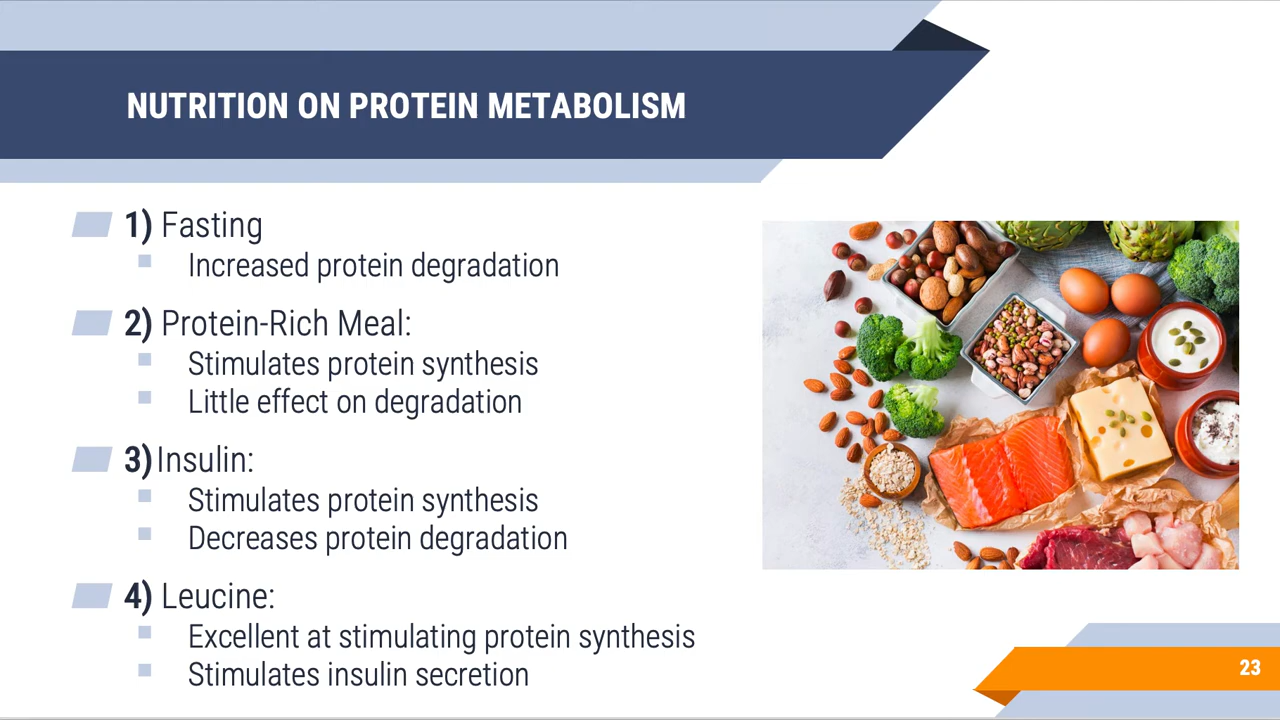 NUTRITION ON PROTEIN METABOLISM
1) Fasting
Increased protein degradation
2) Protein-Rich Meal:
Stimulates protein synthesis
Little effect on degradation
3) Insulin:
Stimulates protein synthesis
Decreases protein degradation
4) Leucine:
Excellent at stimulating protein synthesis
Stimulates insulin secretion
23